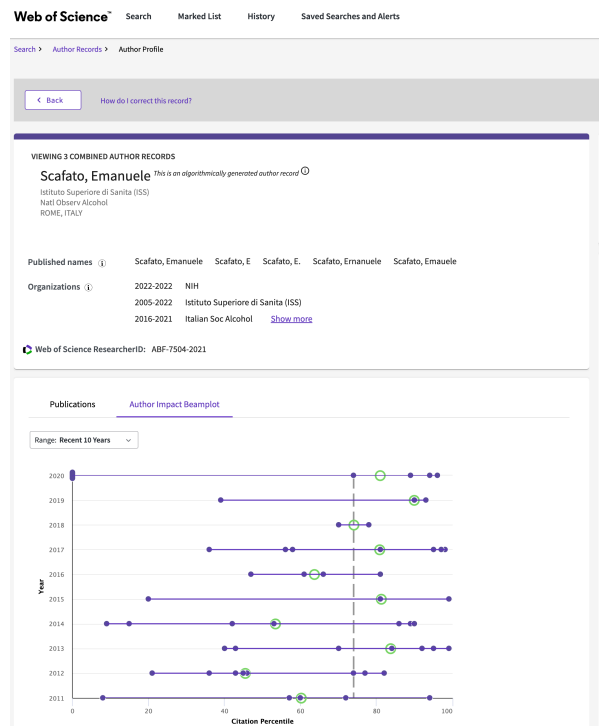 Web of Science™ Search Marked List History Saved Searches and Alerts
Search > Author Records > Author Profile
< Back How do I correct this record?
VIEWING 3 COMBINED AUTHOR RECORDS
Scafato, Emanuele This is an algorithmically generated author record
Istituto Superiore di Sanita (ISS)
Natl Observ Alcohol
ROME, ITALY
Published names Scafato, Emanuele Scafato, E Scafato, E. Scafato, Ernanuele Scafato, Emauele
Organizations 2022-2022 NIH
2005-2022 Istituto Superiore di Sanita (ISS)
2016-2021 Italian Soc Alcohol Show more
Web of Science ResearcherID: ABF-7504-2021
Publications Author Impact Beamplot
Range: Recent 10 Years
2020
2019
2018
2017
2016
Year
2015
2014
2013
2012
2011
0 20 40 60 80 100
Citation Percentile